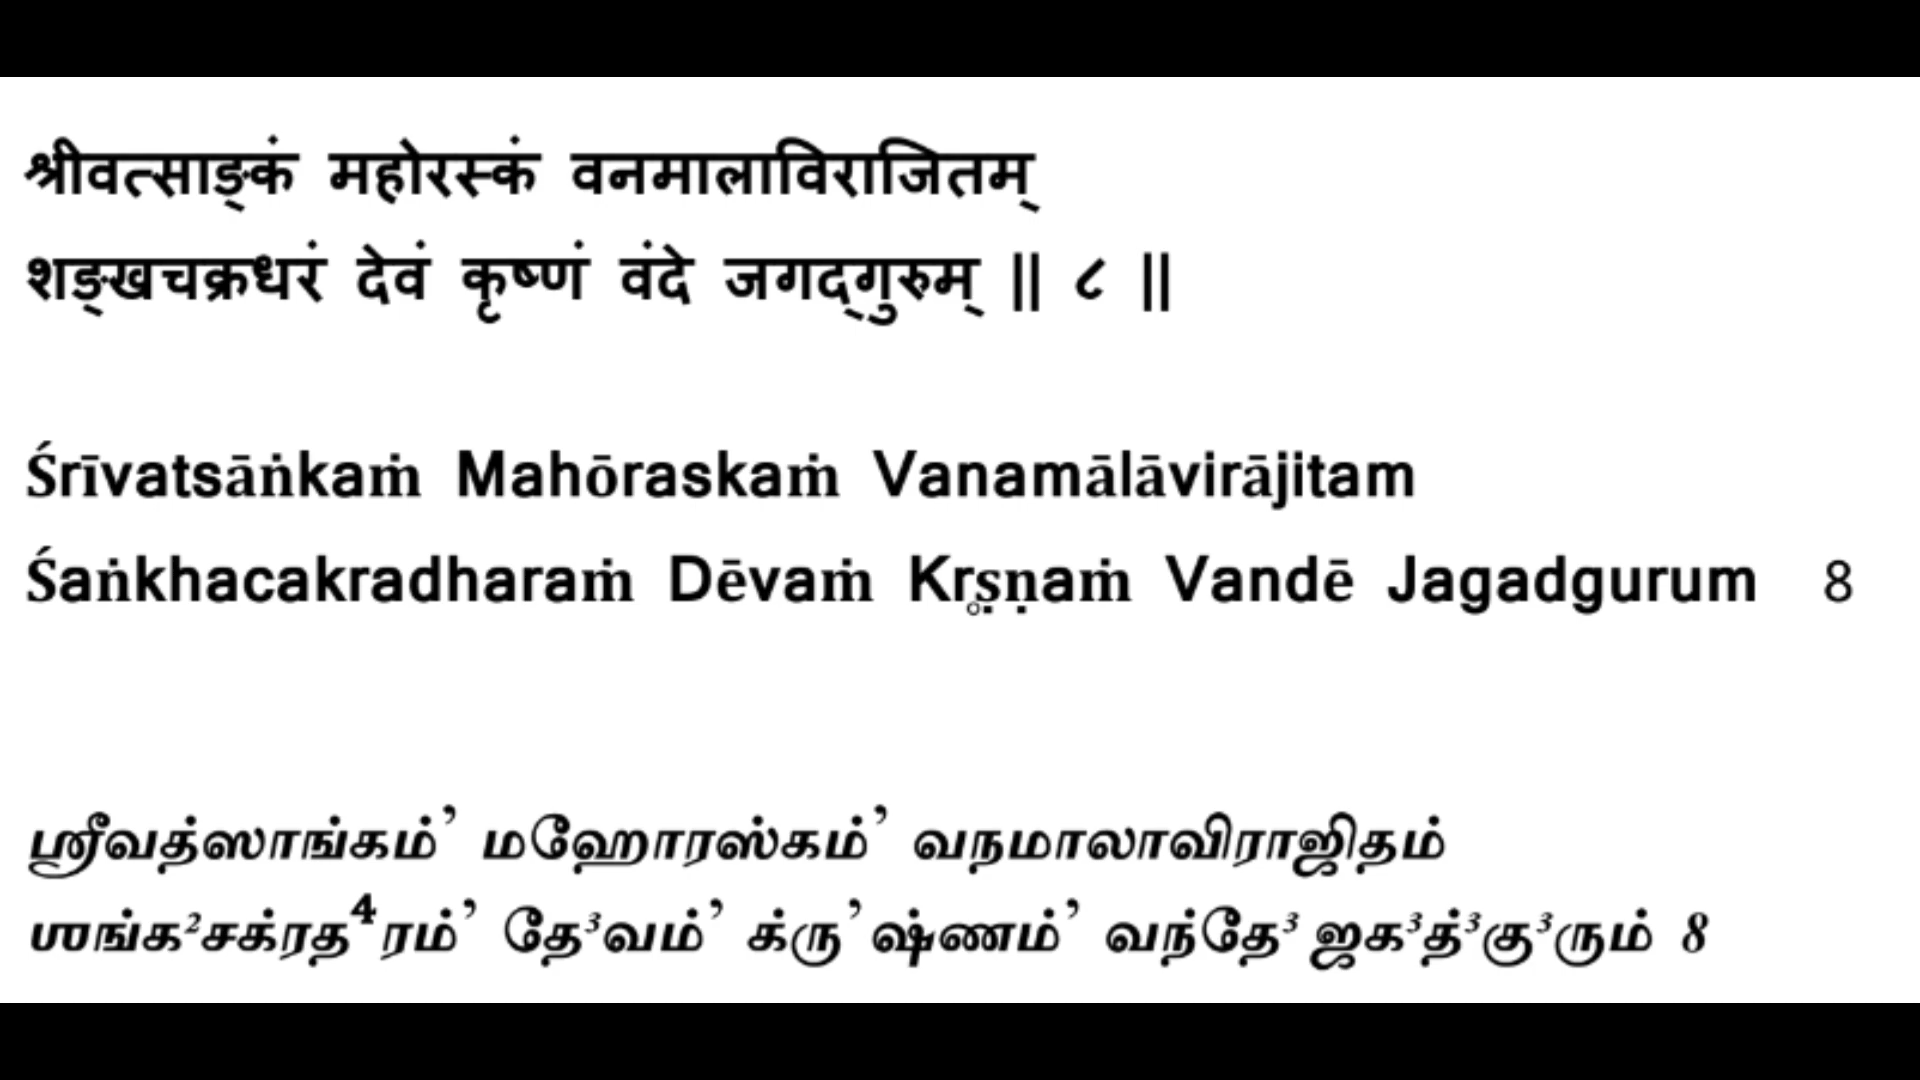 श्रीवत्साङ्कं महोरस्कं वनमालाविराजितम्
शङ्खचक्रधरं देवं कृष्णं वंदे जगद्गुरुम् || ८ ||
Śrīvatsāṅkaṁ Mahōraskaṁ Vanamālāvirājitam
Śaṅkhacakradharaṁ Dēvaṁ Kr̥ṣṇaṁ Vandē Jagadgurum 8
ஶ்ரீவத்ஸாங்கம்ʼ மஹோரஸ்கம்ʼ வநமாலாவிராஜிதம்
ஶங்க²சக்ரத⁴ரம்ʼ தே³வம்ʼ க்ருʼஷ்ணம்ʼ வந்தே³ ஜக³த்³கு³ரும் 8